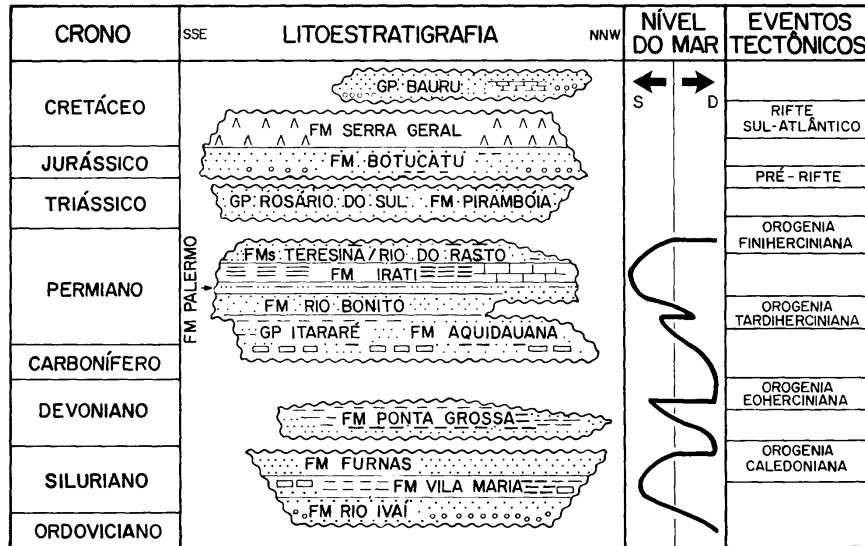 CRONO
SSE
LITOESTRATIGRAFIA
NNW
NÍVEL
DO MAR
EVENTOS
TECTÔNICOS
CRETÁCEO
JURÁSSICO
TRIÁSSICO
PERMIANO
CARBONÍFERO
DEVONIANO
SILURIANO
ORDOVICIANO
GP BAURU
FM SERRA GERAL
FM BOTUCATU
GP ROSÁRIO DO SUL FM PIRAMBOIA
FMs TERESINA/RIO DO RASTO
FM IRATI
FM PALERMO
FM RIO BONITO
GP ITARARÉ FM AQUIDAUANA
FM PONTA GROSSA
FM FURNAS
FM VILA MARIA
FM RIO IVAÍ
S
D
RIFTE
SUL-ATLÂNTICO
PRÉ-RIFTE
OROGENIA
FINIHERCINIANA
OROGENIA
TARDIHERCINIANA
OROGENIA
EOHERCINIANA
OROGENIA
CALEDONIANA